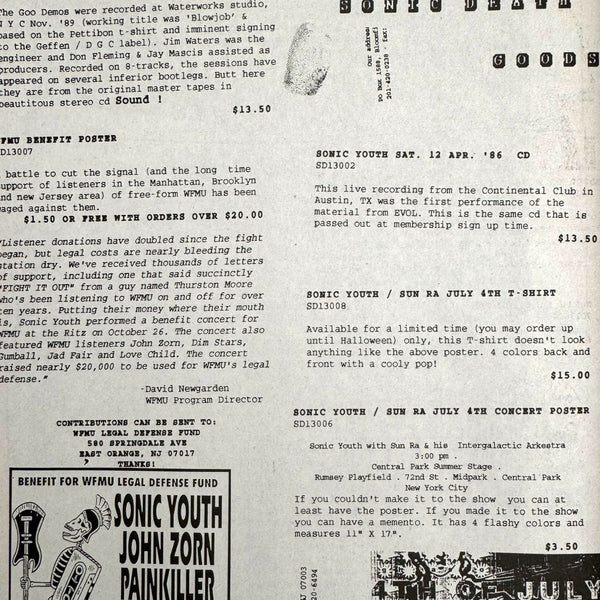 The Goo Demos were recorded at Waterworks studio,
N Y C Nov. '89 (working title was 'Blowjob' &
based on the Pettibon t-shirt and imminent signing
to the Geffen / D G C label). Jim Waters was the
engineer and Don Fleming & Jay Mascis assisted as
producers. Recorded on 8-tracks, the sessions have
appeared on several inferior bootlegs. Butt here
they are from the original master tapes in
beautitous stereo cd Sound !
$13.50
WFMU BENEFIT POSTER
SD13007
battle to cut the signal (and the long time
support of listeners in the Manhattan, Brooklyn
and new Jersey area) of free-form WFMU has been
waged against them.
$1.50 OR FREE WITH ORDERS OVER $20.00
"Listener donations have doubled since the fight
began, but legal costs are nearly bleeding the
station dry. We've received thousands of letters
of support, including one that said succinctly
"FIGHT IT OUT" from a guy named Thurston Moore
who's been listening to WFMU on and off for over
ten years. Putting their money where their mouth
is, Sonic Youth performed a benefit concert for
WFMU at the Ritz on October 26. The concert also
featured WFMU listeners John Zorn, Dim Stars,
Gumball, Jad Fair and Love Child. The concert
raised nearly $20,000 to be used for WFMU's legal
defense."
-David Newgarden
WFMU Program Director
CONTRIBUTIONS CAN BE SENT TO:
WFMU LEGAL DEFENSE FUND
580 SPRINGDALE AVE
EAST ORANGE, NJ 07017
THANKS!
BENEFIT FOR WFMU LEGAL DEFENSE FUND
SONIC YOUTH
JOHN ZORN
PAINKILLER
SONIC DEATH
GOODS
Our address
PO Box 1568, Bloomfi
201-420-0238 - fax.
SONIC YOUTH SAT. 12 APR. '86 CD
SD13002
This live recording from the Continental Club in
Austin, TX was the first performance of the
material from EVOL. This is the same cd that is
passed out at membership sign up time.
$13.50
SONIC YOUTH / SUN RA JULY 4TH T-SHIRT
SD13008
Available for a limited time (you may order up
until Halloween) only, this T-shirt doesn't look
anything like the above poster. 4 colors back and
front with a cooly pop!
$15.00
SONIC YOUTH / SUN RA JULY 4TH CONCERT POSTER
SD13006
Sonic Youth with Sun Ra & his Intergalactic Arkestra
3:00 pm .
Central Park Summer Stage .
Rumsey Playfield . 72nd St . Midpark . Central Park
New York City
If you couldn't make it to the show you can at
least have the poster. If you made it to the show
you can have a memento. It has 4 flashy colors and
measures 11" X 17".
$3.50
NJ 07003
20-6494
4TH OF JULY